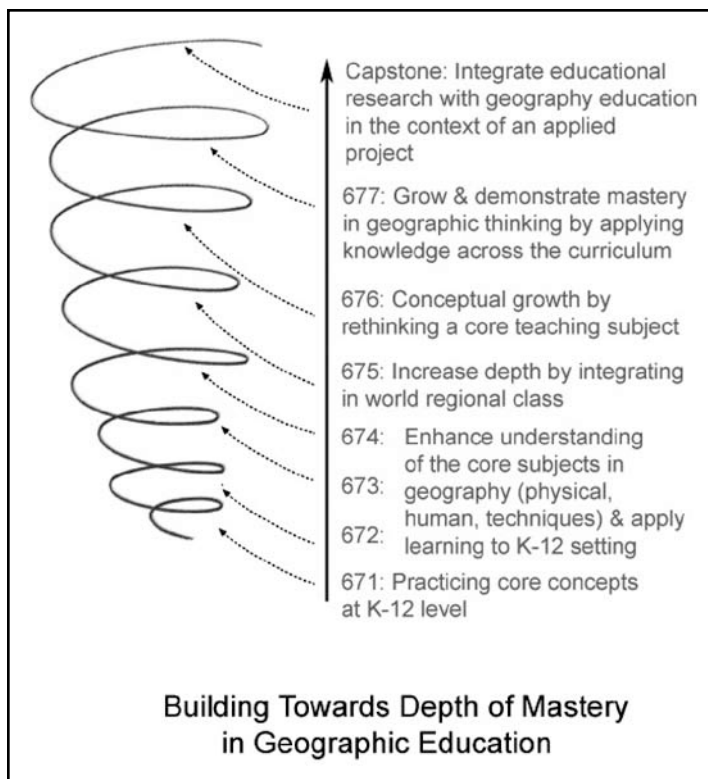 Capstone: Integrate educational
research with geography education
in the context of an applied
project
677: Grow & demonstrate mastery
in geographic thinking by applying
knowledge across the curriculum
676: Conceptual growth by
rethinking a core teaching subject
675: Increase depth by integrating
in world regional class
674: Enhance understanding
of the core subjects in
673: geography (physical,
human, techniques) & apply
672: learning to K-12 setting
671: Practicing core concepts
at K-12 level
Building Towards Depth of Mastery
in Geographic Education